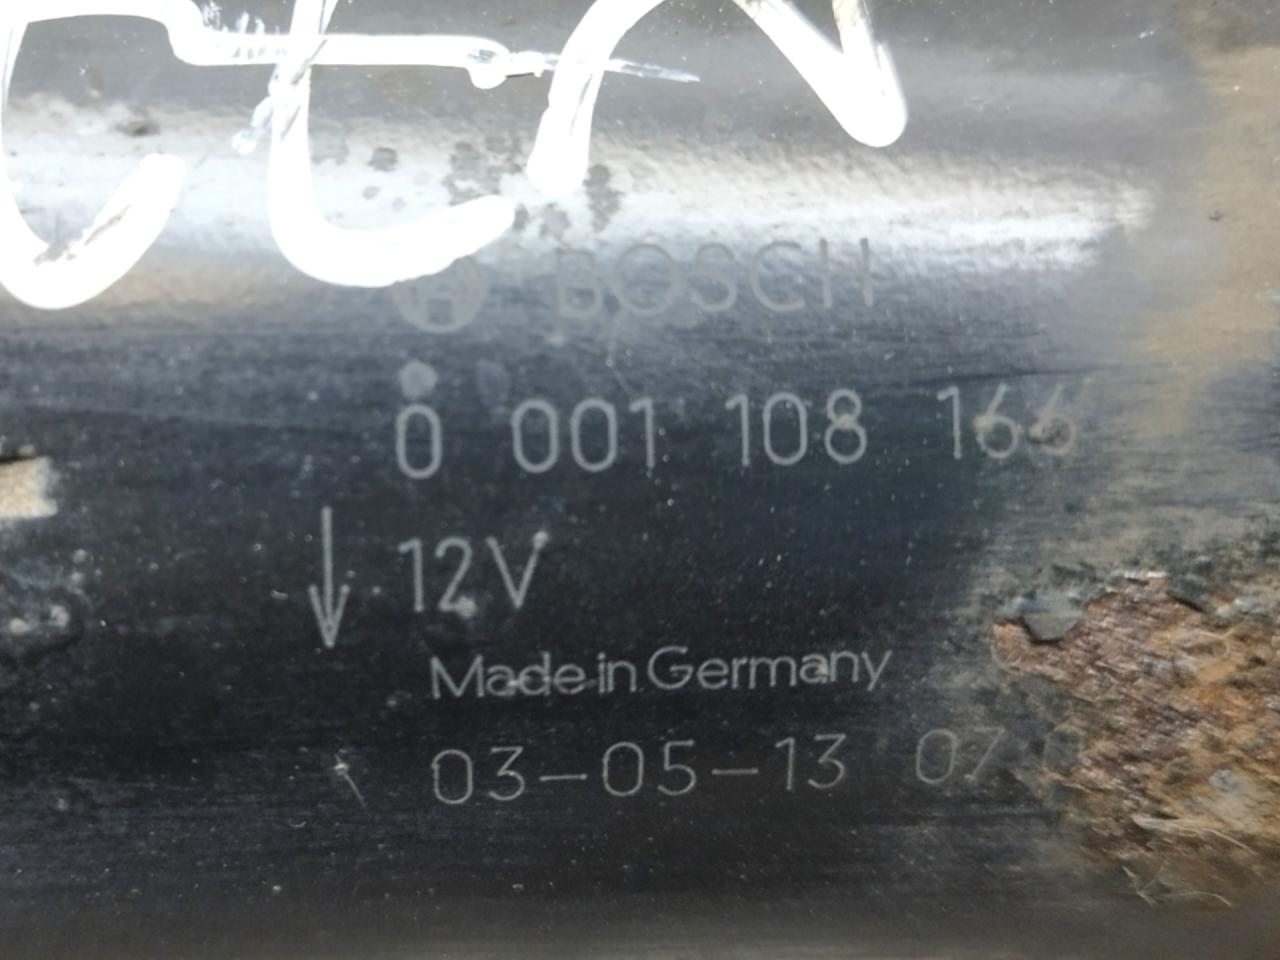 BOSCH
0 001 108 166
12V
Made in Germany
03-05-13 07